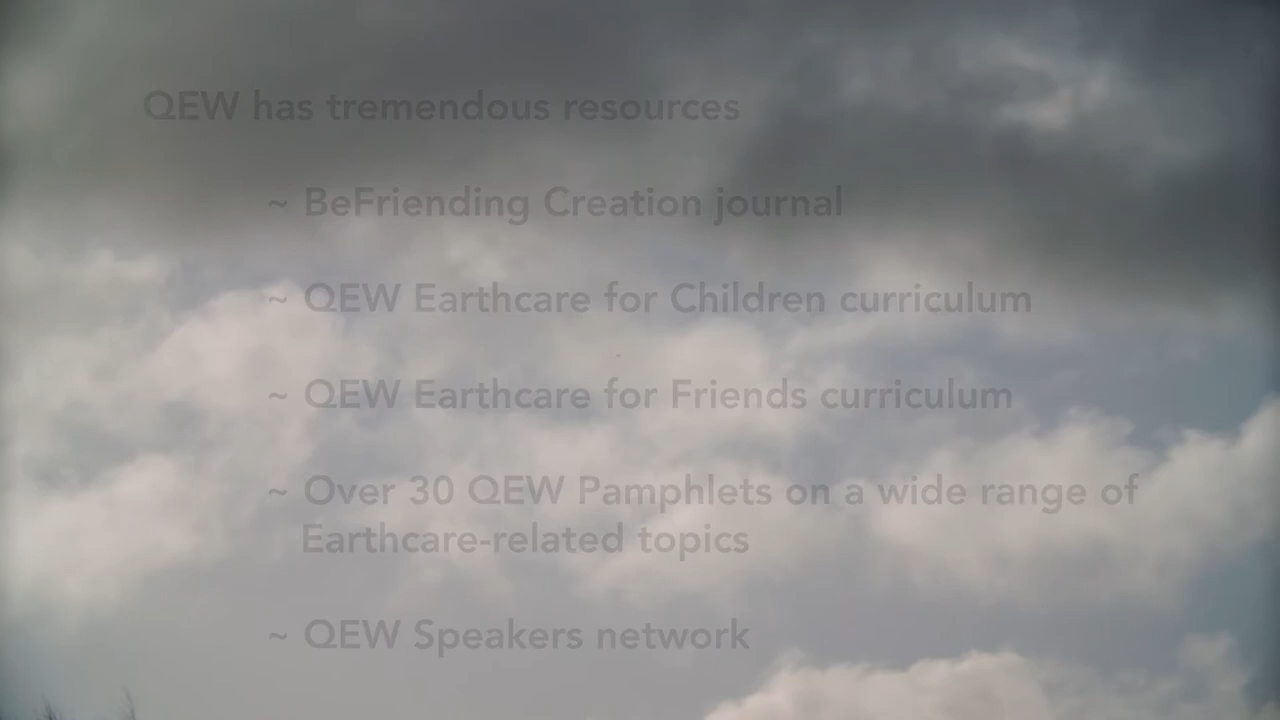 QEW has tremendous resources
~ BeFriending Creation journal
~ QEW Earthcare for Children curriculum
~ QEW Earthcare for Friends curriculum
~ Over 30 QEW Pamphlets on a wide range of
Earthcare-related topics
~ QEW Speakers network